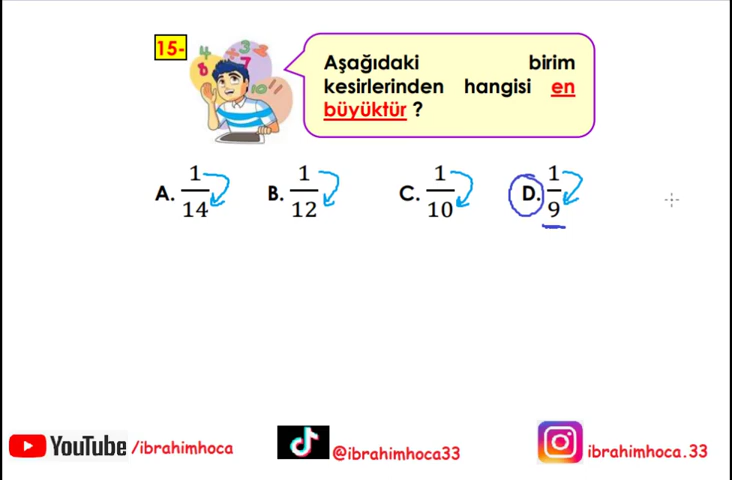 15-
Aşağıdaki birim
kesirlerinden hangisi en
büyüktür ?
A. 1/14 B. 1/12 C. 1/10 D. 1/9
YouTube /ibrahimhoca @ibrahimhoca33 ibrahimhoca.33